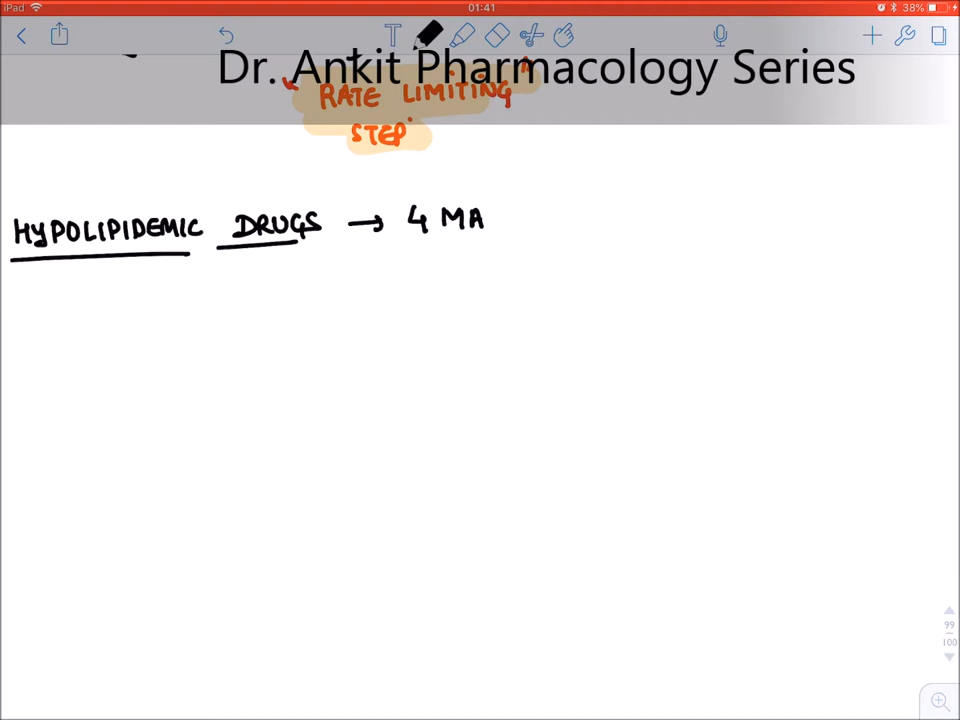 iPad 01:41 38%
T
Dr. Ankit Pharmacology Series
"RATE LIMITING"
STEP
HYPOLIPIDEMIC DRUGS → 4 MA
99
100